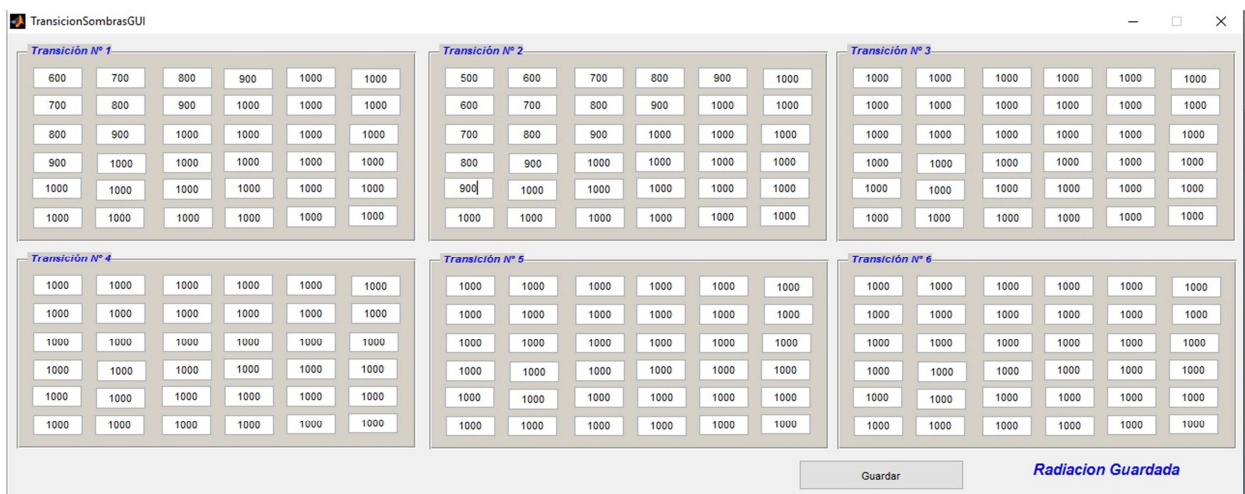 TransicionSombrasGUI
Transición Nº 1
600 700 800 900 1000 1000
700 800 900 1000 1000 1000
800 900 1000 1000 1000 1000
900 1000 1000 1000 1000 1000
1000 1000 1000 1000 1000 1000
1000 1000 1000 1000 1000 1000
Transición Nº 2
500 600 700 800 900 1000
600 700 800 900 1000 1000
700 800 900 1000 1000 1000
800 900 1000 1000 1000 1000
900 1000 1000 1000 1000 1000
1000 1000 1000 1000 1000 1000
Transición Nº 3
1000 1000 1000 1000 1000 1000
1000 1000 1000 1000 1000 1000
1000 1000 1000 1000 1000 1000
1000 1000 1000 1000 1000 1000
1000 1000 1000 1000 1000 1000
1000 1000 1000 1000 1000 1000
Transición Nº 4
1000 1000 1000 1000 1000 1000
1000 1000 1000 1000 1000 1000
1000 1000 1000 1000 1000 1000
1000 1000 1000 1000 1000 1000
1000 1000 1000 1000 1000 1000
1000 1000 1000 1000 1000 1000
Transición Nº 5
1000 1000 1000 1000 1000 1000
1000 1000 1000 1000 1000 1000
1000 1000 1000 1000 1000 1000
1000 1000 1000 1000 1000 1000
1000 1000 1000 1000 1000 1000
1000 1000 1000 1000 1000 1000
Transición Nº 6
1000 1000 1000 1000 1000 1000
1000 1000 1000 1000 1000 1000
1000 1000 1000 1000 1000 1000
1000 1000 1000 1000 1000 1000
1000 1000 1000 1000 1000 1000
1000 1000 1000 1000 1000 1000
Guardar
Radiacion Guardada